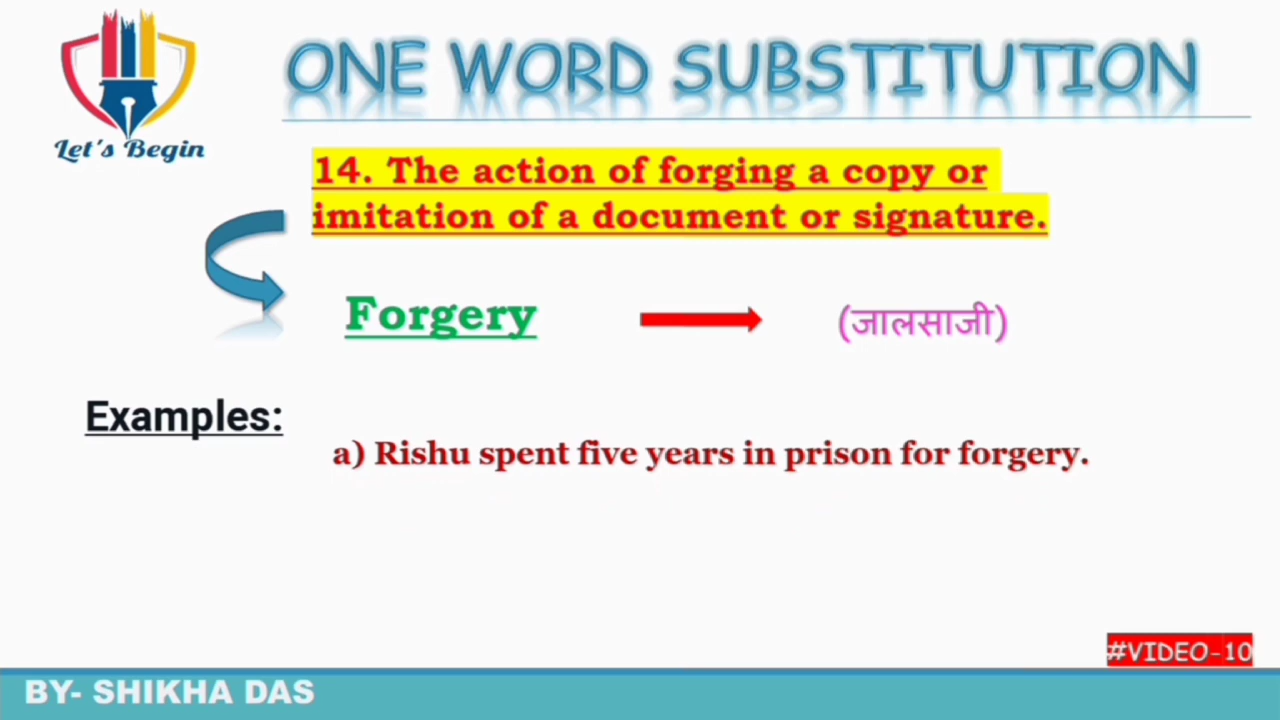 Let's Begin
ONE WORD SUBSTITUTION
14. The action of forging a copy or
imitation of a document or signature.
Forgery
(जालसाजी)
Examples:
a) Rishu spent five years in prison for forgery.
#VIDEO-10
BY- SHIKHA DAS